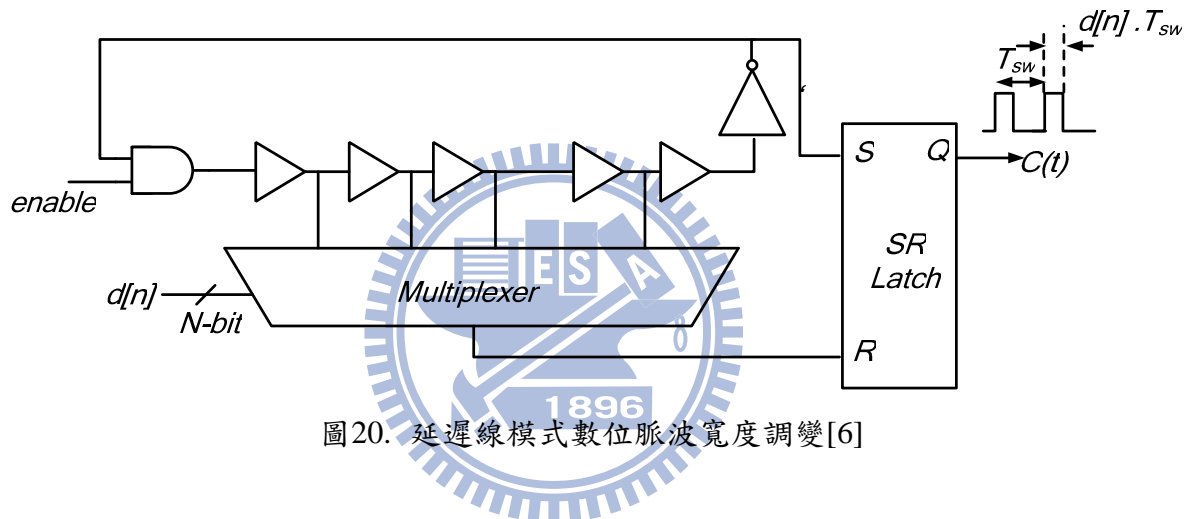 d[n] .Tsw
Tsw
S
Q
C(t)
enable
SR
Latch
d[n]
N-bit
Multiplexer
R
ESA
1896
圖20. 延遲線模式數位脈波寬度調變[6]